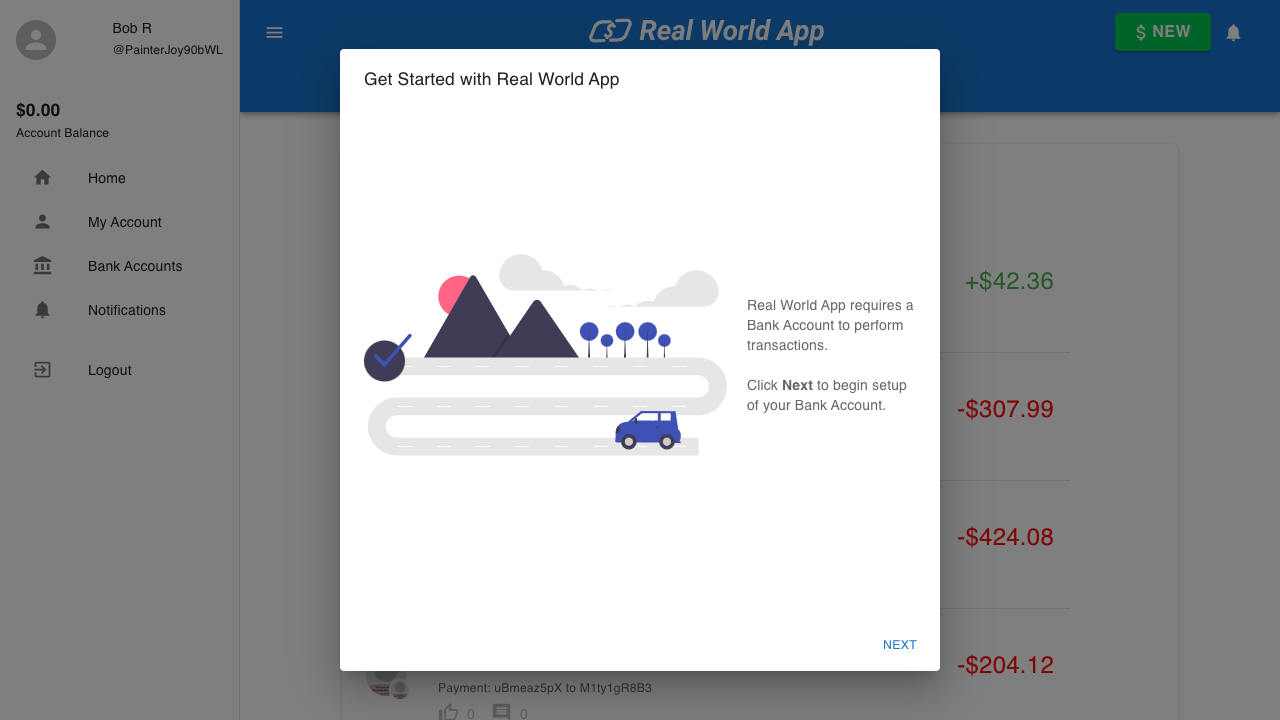 Bob R
@PainterJoy90bWL
$0.00
Account Balance
Home
My Account
Bank Accounts
Notifications
Logout
Real World App
$ NEW
Get Started with Real World App
Real World App requires a
Bank Account to perform
transactions.
Click Next to begin setup
of your Bank Account.
NEXT
+$42.36
-$307.99
-$424.08
-$204.12
Payment: uBmeaz5pX to M1ty1gR8B3
0 0